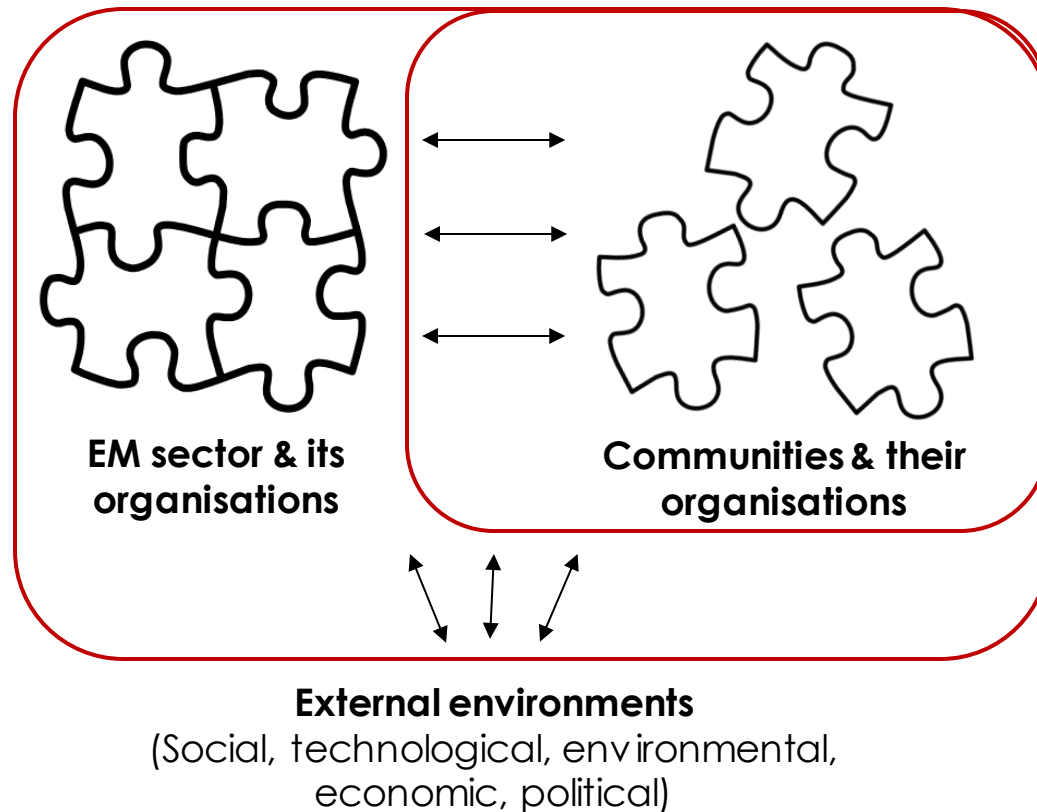 EM sector & its
organisations
Communities & their
organisations
External environments
(Social, technological, environmental,
economic, political)